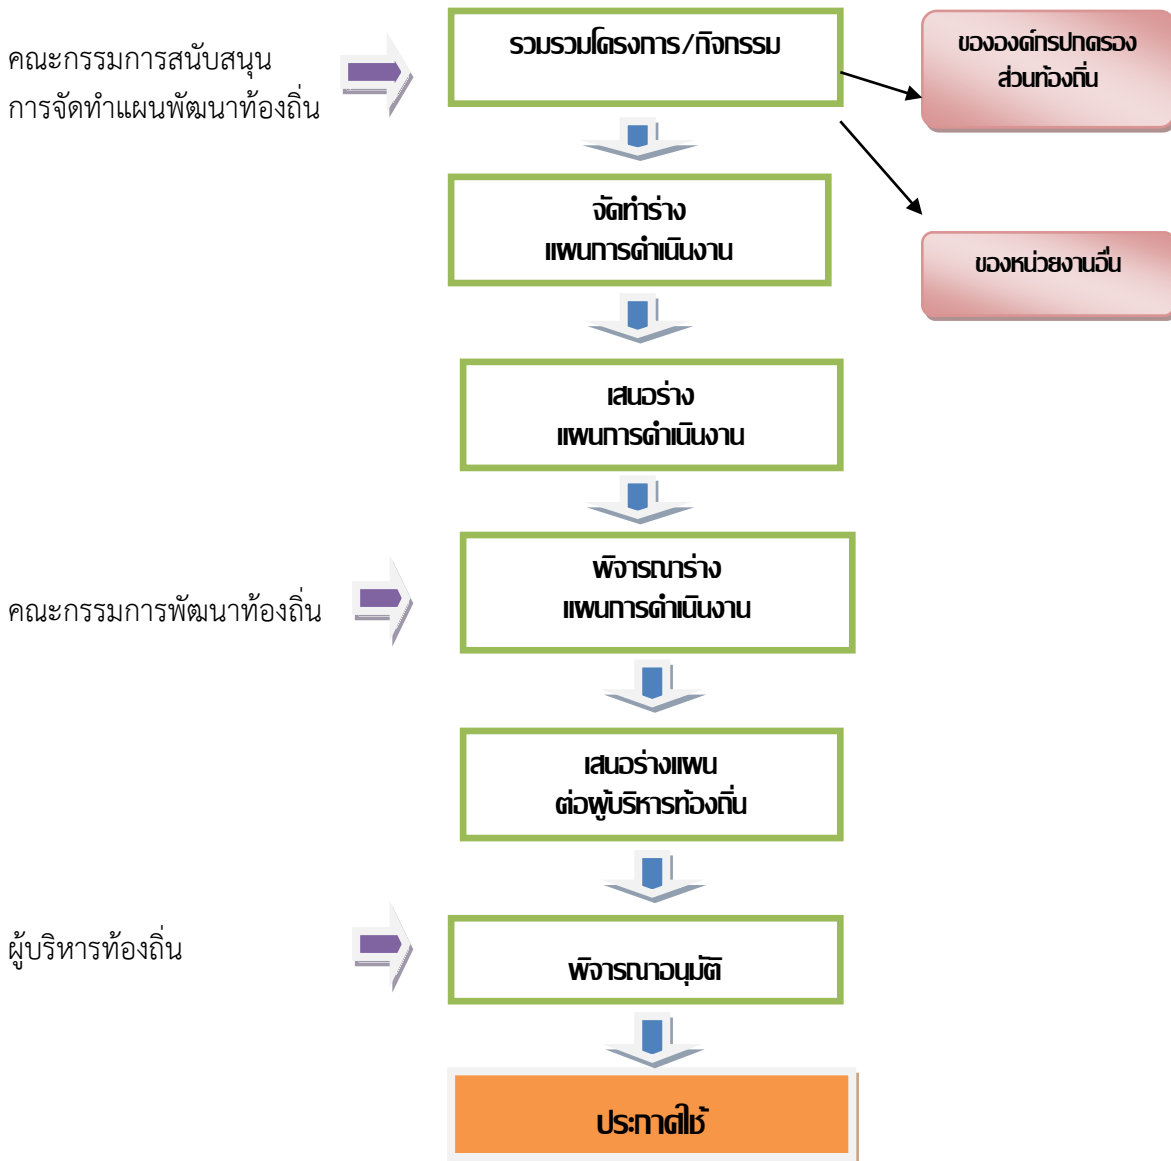 คณะกรรมการสนับสนุน
การจัดทำแผนพัฒนาท้องถิ่น
รวมรวมโครงการ/กิจกรรม
ขององค์กรปกครอง
ส่วนท้องถิ่น
จัดทำร่าง
แผนการดำเนินงาน
ของหน่วยงานอื่น
เสนอร่าง
แผนการดำเนินงาน
คณะกรรมการพัฒนาท้องถิ่น
พิจารณาร่าง
แผนการดำเนินงาน
เสนอร่างแผน
ต่อผู้บริหารท้องถิ่น
ผู้บริหารท้องถิ่น
พิจารณาอนุมัติ
ประกาศใช้